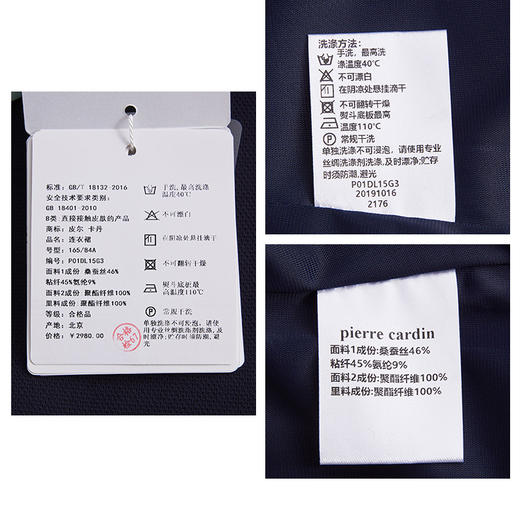 标准: GB/T 18132-2016
安全技术要求类别:
GB 18401-2010
B类: 直接接触皮肤的产品
商标: 皮尔 卡丹
品名: 连衣裙
号型: 165/84A
编号: P01DL15G3
面料1成份: 桑蚕丝46%
粘纤45%氨纶9%
面料2成份: 聚酯纤维100%
里料成份: 聚酯纤维100%
等级: 合格品
产地: 北京
价格: ¥2980.00
手洗,最高洗涤
温度40℃
不可漂白
在阴凉处悬挂滴干
不可翻转干燥
熨斗底板最
高温度110℃
常规干洗
单独洗涤不可浸泡,请使用专
业丝绸洗涤剂洗涤,及
时漂净;贮存时须防潮,避
光
合格
检07
洗涤方法:
手洗,最高洗
涤温度40℃
不可漂白
在阴凉处悬挂滴干
不可翻转干燥
熨斗底板最高
温度110℃
常规干洗
单独洗涤不可浸泡,请使用专业
丝绸洗涤剂洗涤,及时漂净;贮存
时须防潮,避光
P01DL15G3
20191016
2176
pierre cardin
面料1成份:桑蚕丝46%
粘纤45%氨纶9%
面料2成份:聚酯纤维100%
里料成份:聚酯纤维100%